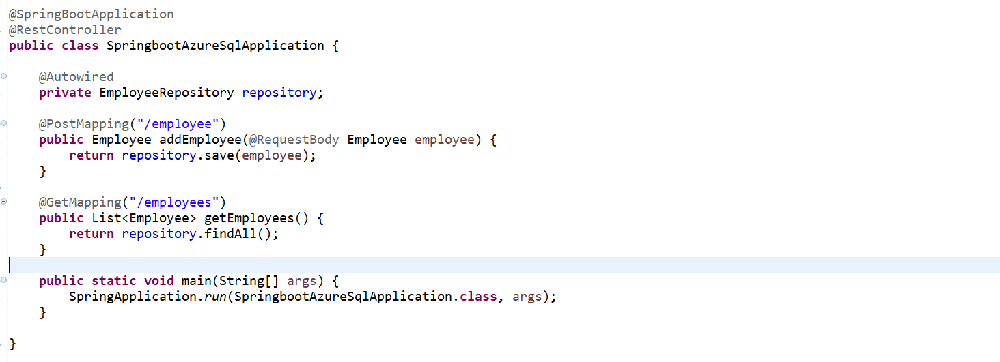 @SpringBootApplication
@RestController
public class SpringbootAzureSqlApplication {
@Autowired
private EmployeeRepository repository;
@PostMapping("/employee")
public Employee addEmployee(@RequestBody Employee employee) {
return repository.save(employee);
}
@GetMapping("/employees")
public List<Employee> getEmployees() {
return repository.findAll();
}
public static void main(String[] args) {
SpringApplication.run(SpringbootAzureSqlApplication.class, args);
}
}